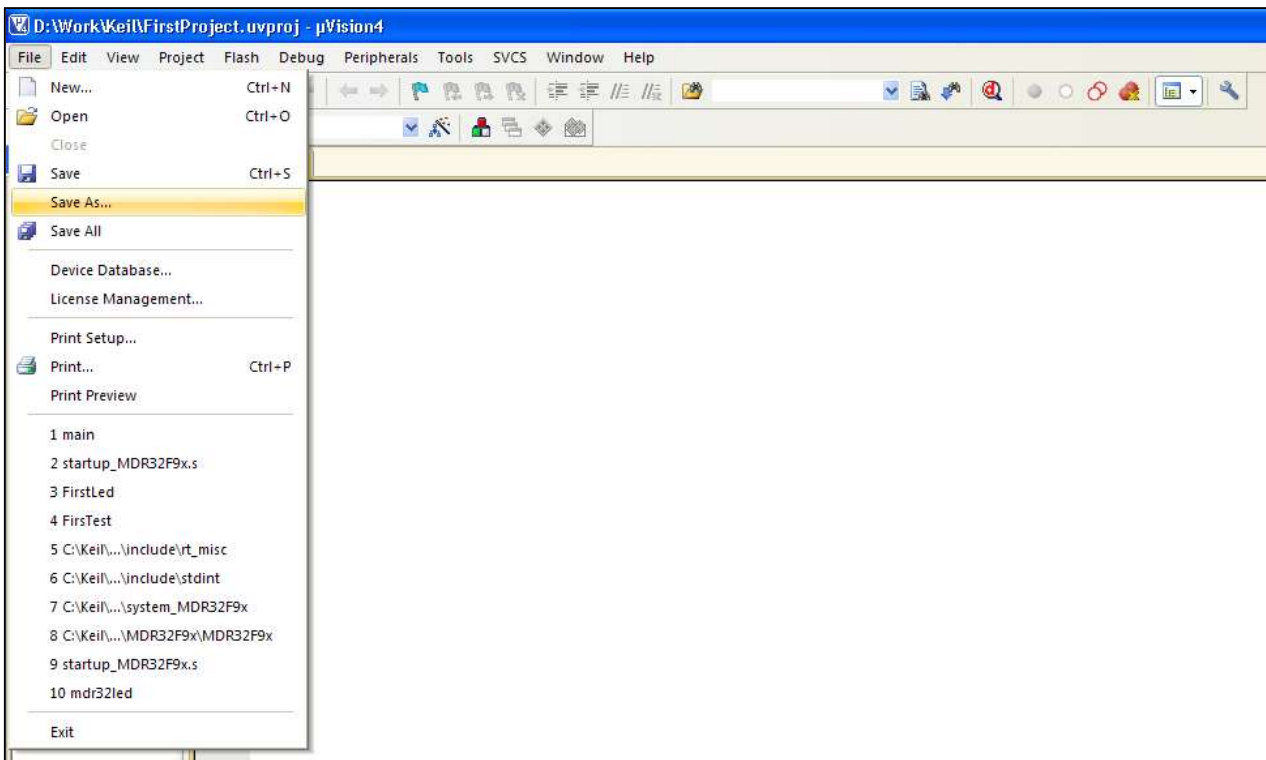 D:\Work\Keil\FirstProject.uvproj - µVision4
File Edit View Project Flash Debug Peripherals Tools SVCS Window Help
New... Ctrl+N
Open Ctrl+O
Close
Save Ctrl+S
Save As...
Save All
Device Database...
License Management...
Print Setup...
Print... Ctrl+P
Print Preview
1 main
2 startup_MDR32F9x.s
3 FirstLed
4 FirsTest
5 C:\Keil\...\include\rt_misc
6 C:\Keil\...\include\stdint
7 C:\Keil\...\system_MDR32F9x
8 C:\Keil\...\MDR32F9x\MDR32F9x
9 startup_MDR32F9x.s
10 mdr32led
Exit